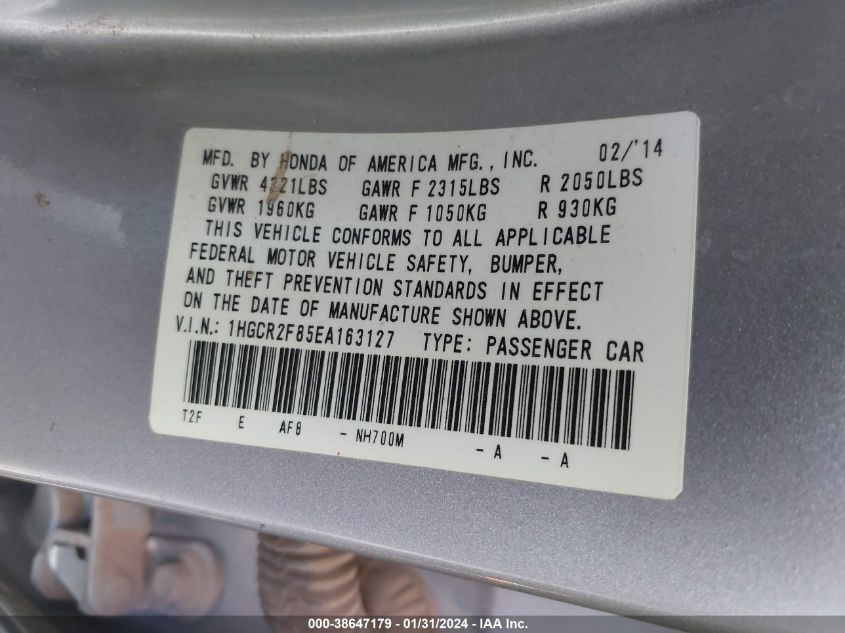 MFD. BY HONDA OF AMERICA MFG., INC. 02/'14
GVWR 4321LBS GAWR F 2315LBS R 2050LBS
GVWR 1960KG GAWR F 1050KG R 930KG
THIS VEHICLE CONFORMS TO ALL APPLICABLE
FEDERAL MOTOR VEHICLE SAFETY, BUMPER,
AND THEFT PREVENTION STANDARDS IN EFFECT
ON THE DATE OF MANUFACTURE SHOWN ABOVE.
V.I.N.: 1HGCR2F85EA163127 TYPE: PASSENGER CAR
T2F E AF8 - NH700M - A - A
000-38647179 - 01/31/2024 - IAA Inc.